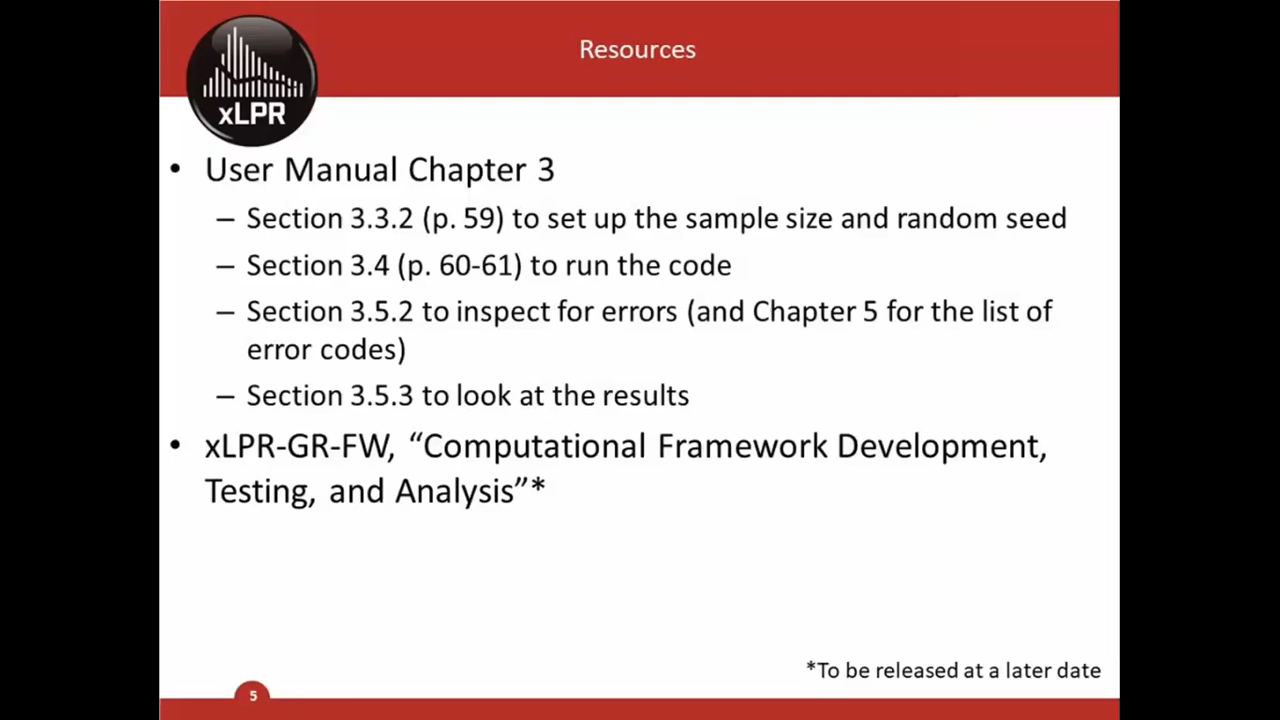 Resources
xLPR
• User Manual Chapter 3
– Section 3.3.2 (p. 59) to set up the sample size and random seed
– Section 3.4 (p. 60-61) to run the code
– Section 3.5.2 to inspect for errors (and Chapter 5 for the list of
error codes)
– Section 3.5.3 to look at the results
• xLPR-GR-FW, “Computational Framework Development,
Testing, and Analysis”*
*To be released at a later date
5